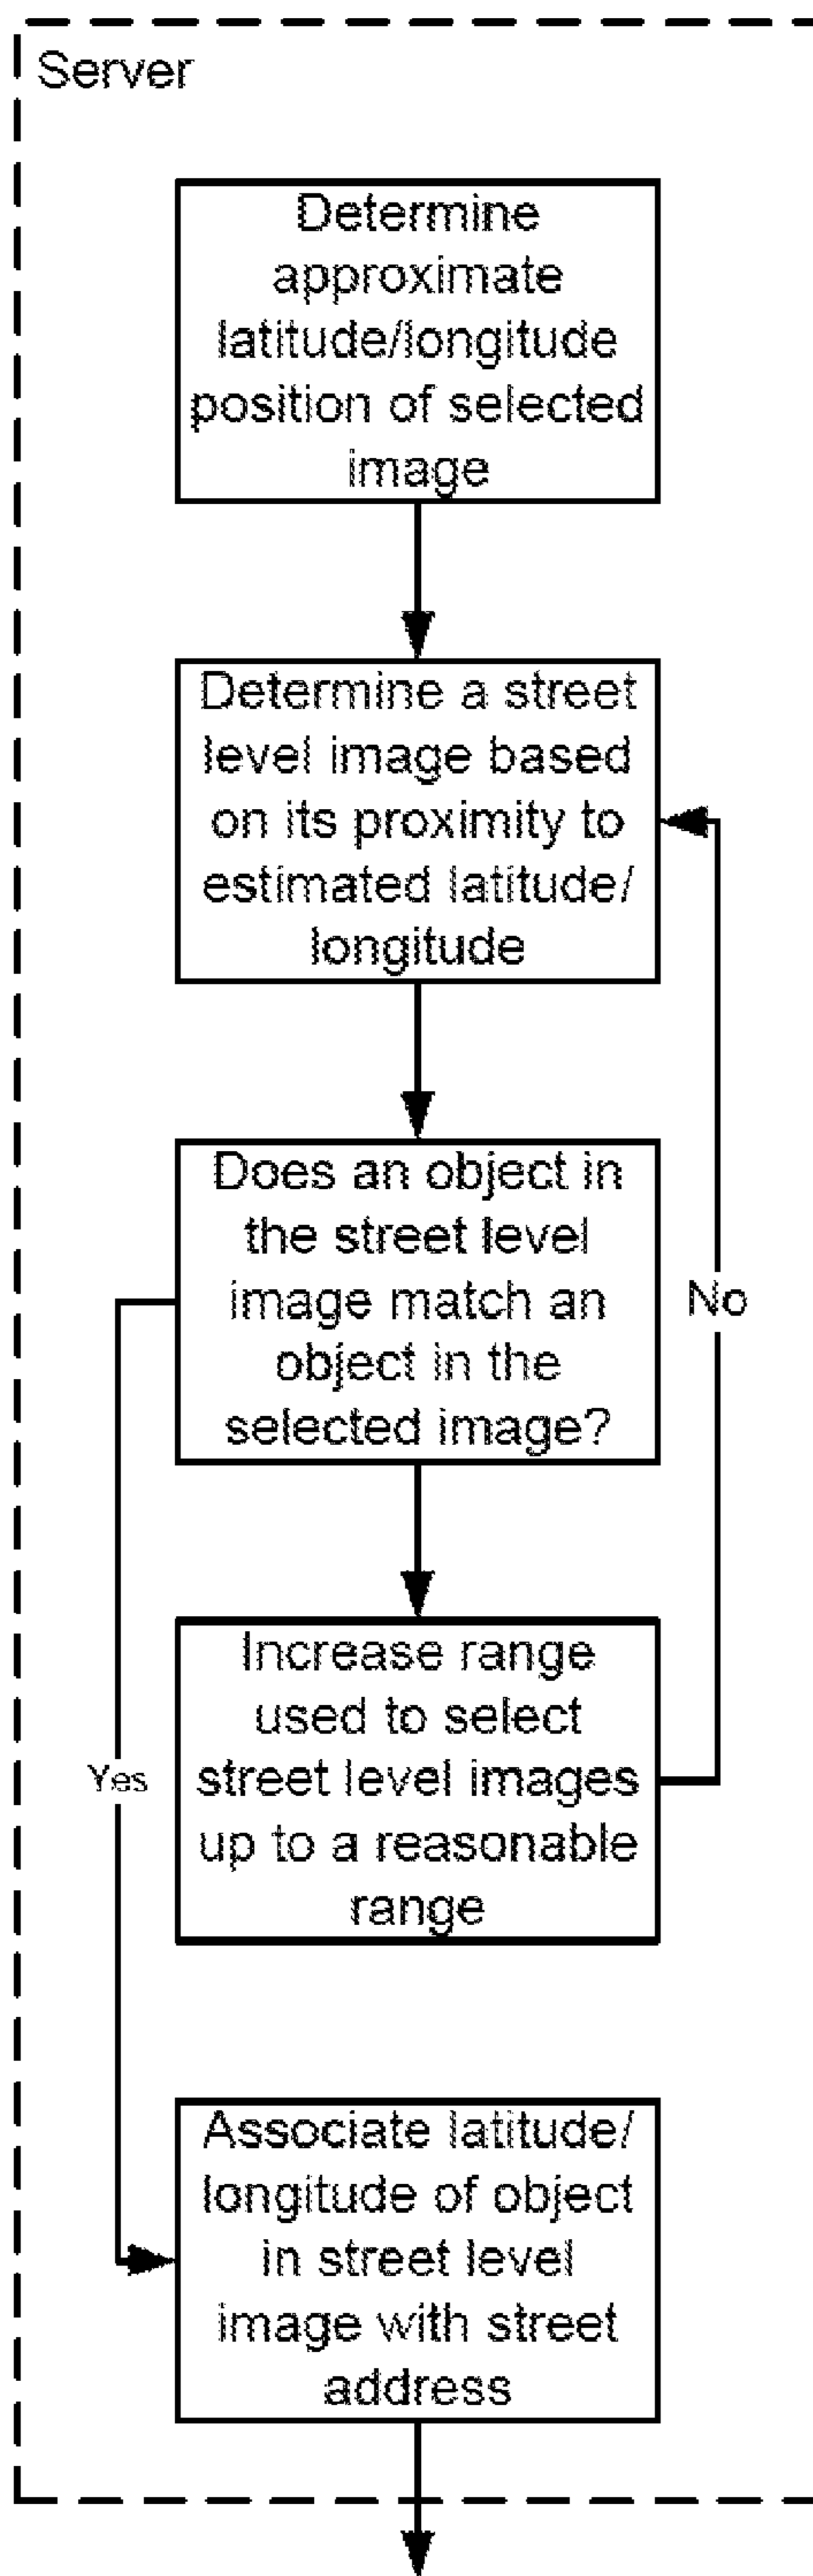 Server
Determine
approximate
latitude/longitude
position of selected
image
Determine a street
level image based
on its proximity to
estimated latitude/
longitude
Does an object in
the street level
image match an
object in the
selected image?
No
Increase range
used to select
street level images
up to a reasonable
range
Yes
Associate latitude/
longitude of object
in street level
image with street
address